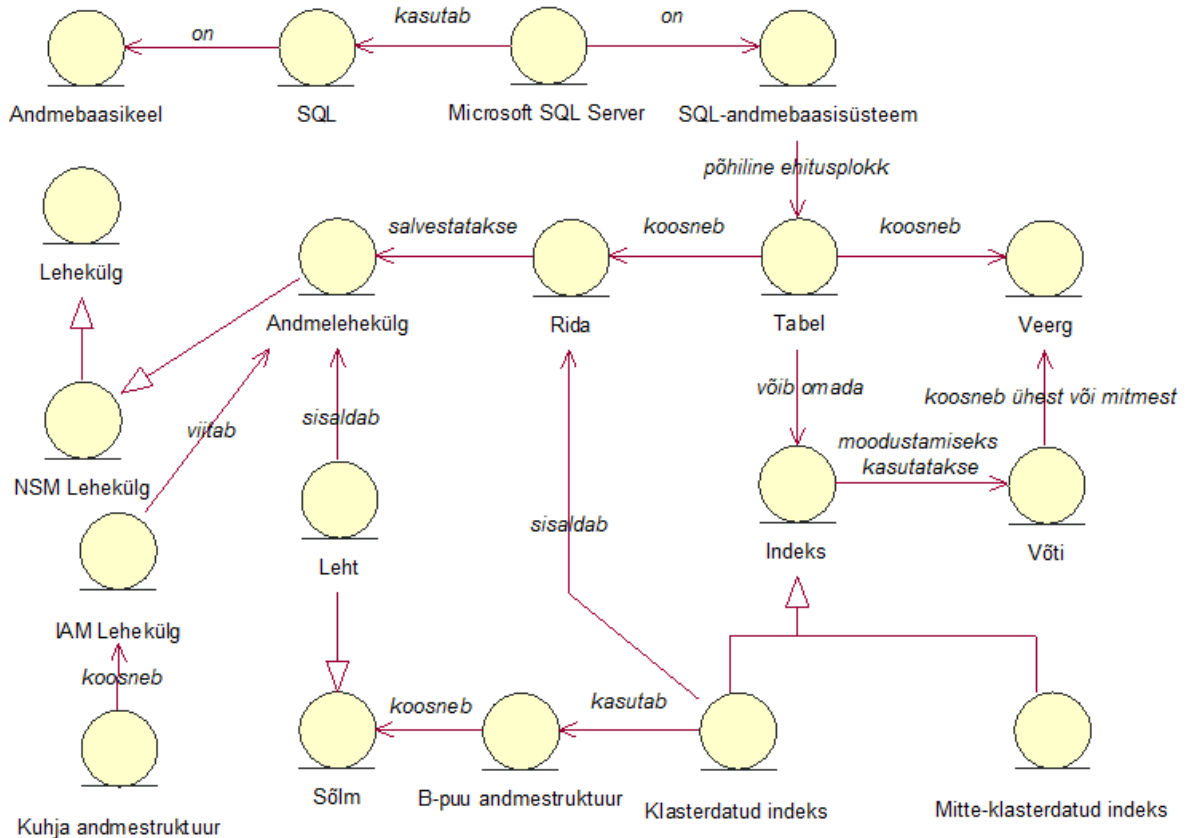 on
kasutab
on
Andmebaasikeel
SQL
Microsoft SQL Server
SQL-andmebaasisüsteem
põhiline ehitusplokk
salvestatakse
koosneb
koosneb
Lehekülg
Andmelehekülg
Rida
Tabel
Veerg
võib omada
koosneb ühest või mitmest
viitab
sisaldab
moodustamiseks
kasutatakse
NSM Lehekülg
sisaldab
Leht
Indeks
Võti
IAM Lehekülg
koosneb
koosneb
kasutab
Sõlm
B-puu andmestruktuur
Klasterdatud indeks
Mitte-klasterdatud indeks
Kuhja andmestruktuur